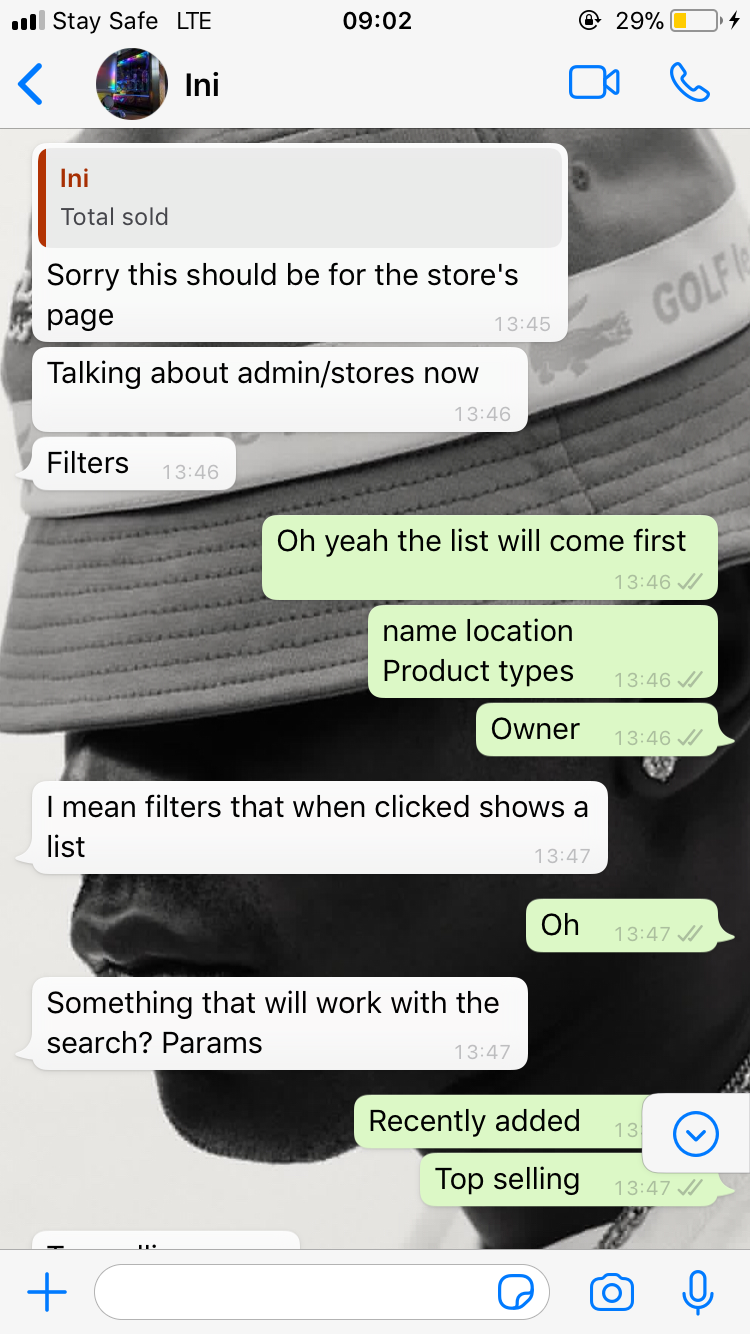 Stay Safe LTE 09:02 29%
Ini
Ini
Total sold
Sorry this should be for the store's
page 13:45
Talking about admin/stores now
13:46
Filters 13:46
GOLF
Oh yeah the list will come first
13:46
name location
Product types 13:46
Owner 13:46
I mean filters that when clicked shows a
list 13:47
Oh 13:47
Something that will work with the
search? Params 13:47
Recently added 13:
Top selling 13:47